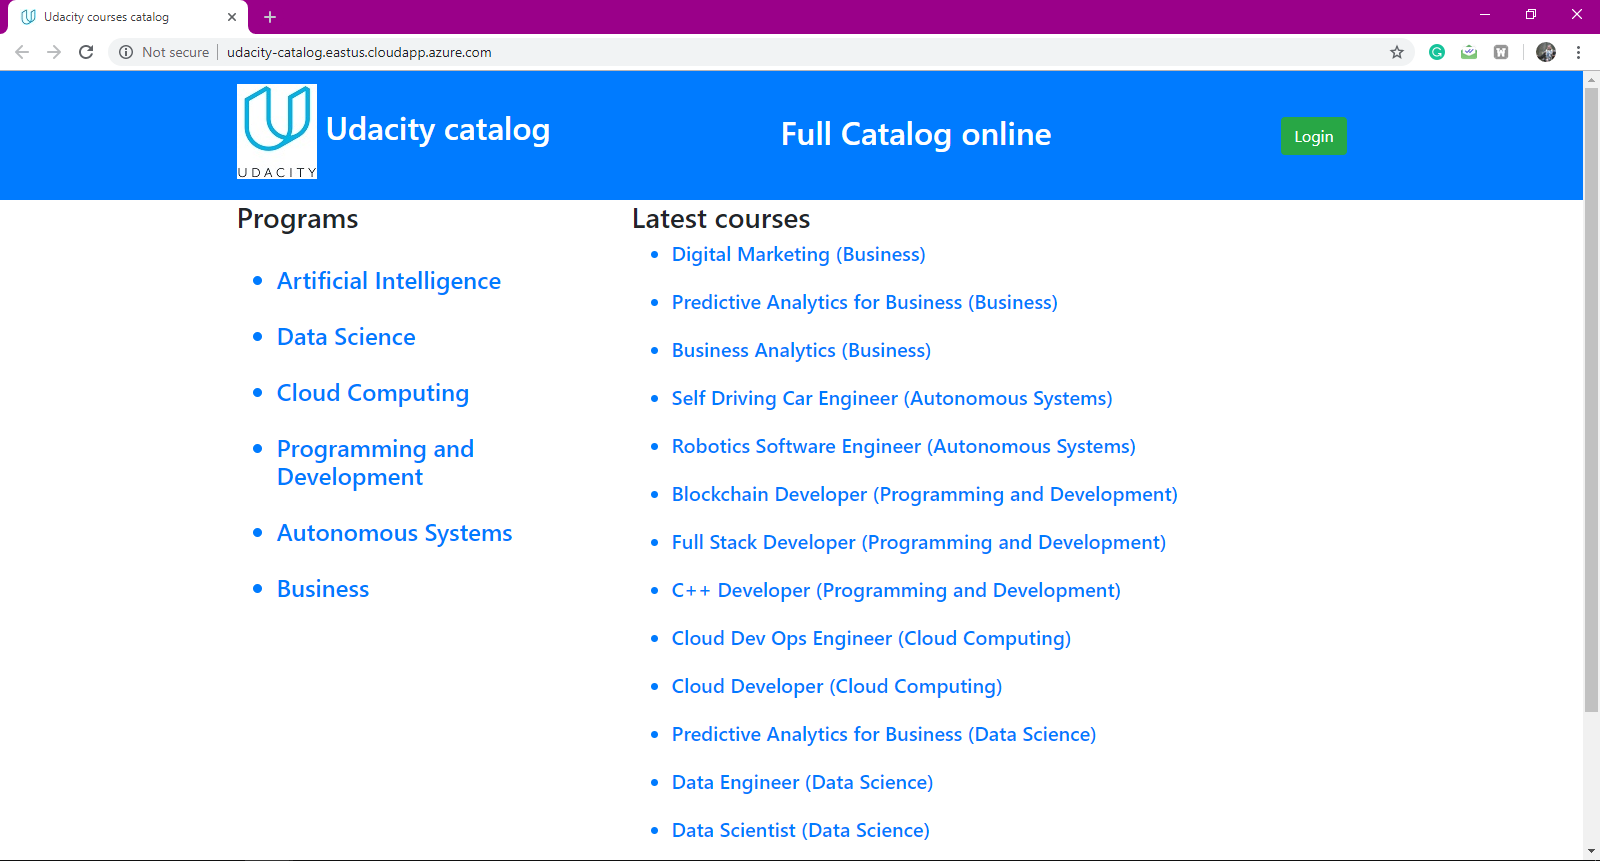 Udacity courses catalog
Not secure
udacity-catalog.eastus.cloudapp.azure.com
UDACITY
Udacity catalog
Full Catalog online
Login
Programs
Artificial Intelligence
Data Science
Cloud Computing
Programming and
Development
Autonomous Systems
Business
Latest courses
Digital Marketing (Business)
Predictive Analytics for Business (Business)
Business Analytics (Business)
Self Driving Car Engineer (Autonomous Systems)
Robotics Software Engineer (Autonomous Systems)
Blockchain Developer (Programming and Development)
Full Stack Developer (Programming and Development)
C++ Developer (Programming and Development)
Cloud Dev Ops Engineer (Cloud Computing)
Cloud Developer (Cloud Computing)
Predictive Analytics for Business (Data Science)
Data Engineer (Data Science)
Data Scientist (Data Science)